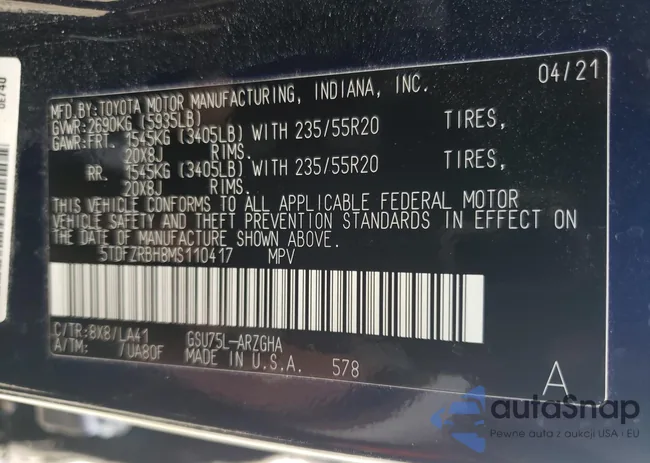 04/21
MFD.BY:TOYOTA MOTOR MANUFACTURING, INDIANA, INC.
GVWR:2690KG (5935LB)
GAWR:FRT. 1545KG (3405LB) WITH 235/55R20 TIRES,
20X8J RIMS.
RR. 1545KG (3405LB) WITH 235/55R20 TIRES,
20X8J RIMS.
THIS VEHICLE CONFORMS TO ALL APPLICABLE FEDERAL MOTOR
VEHICLE SAFETY AND THEFT PREVENTION STANDARDS IN EFFECT ON
THE DATE OF MANUFACTURE SHOWN ABOVE.
5TDFZRBH8MS110417 MPV
C/TR:8X8/LA41 GSU75L-ARZGHA
A/TM: /UA80F MADE IN U.S.A. 578
A
autaSnap
Pewne auta z aukcji USA i EU